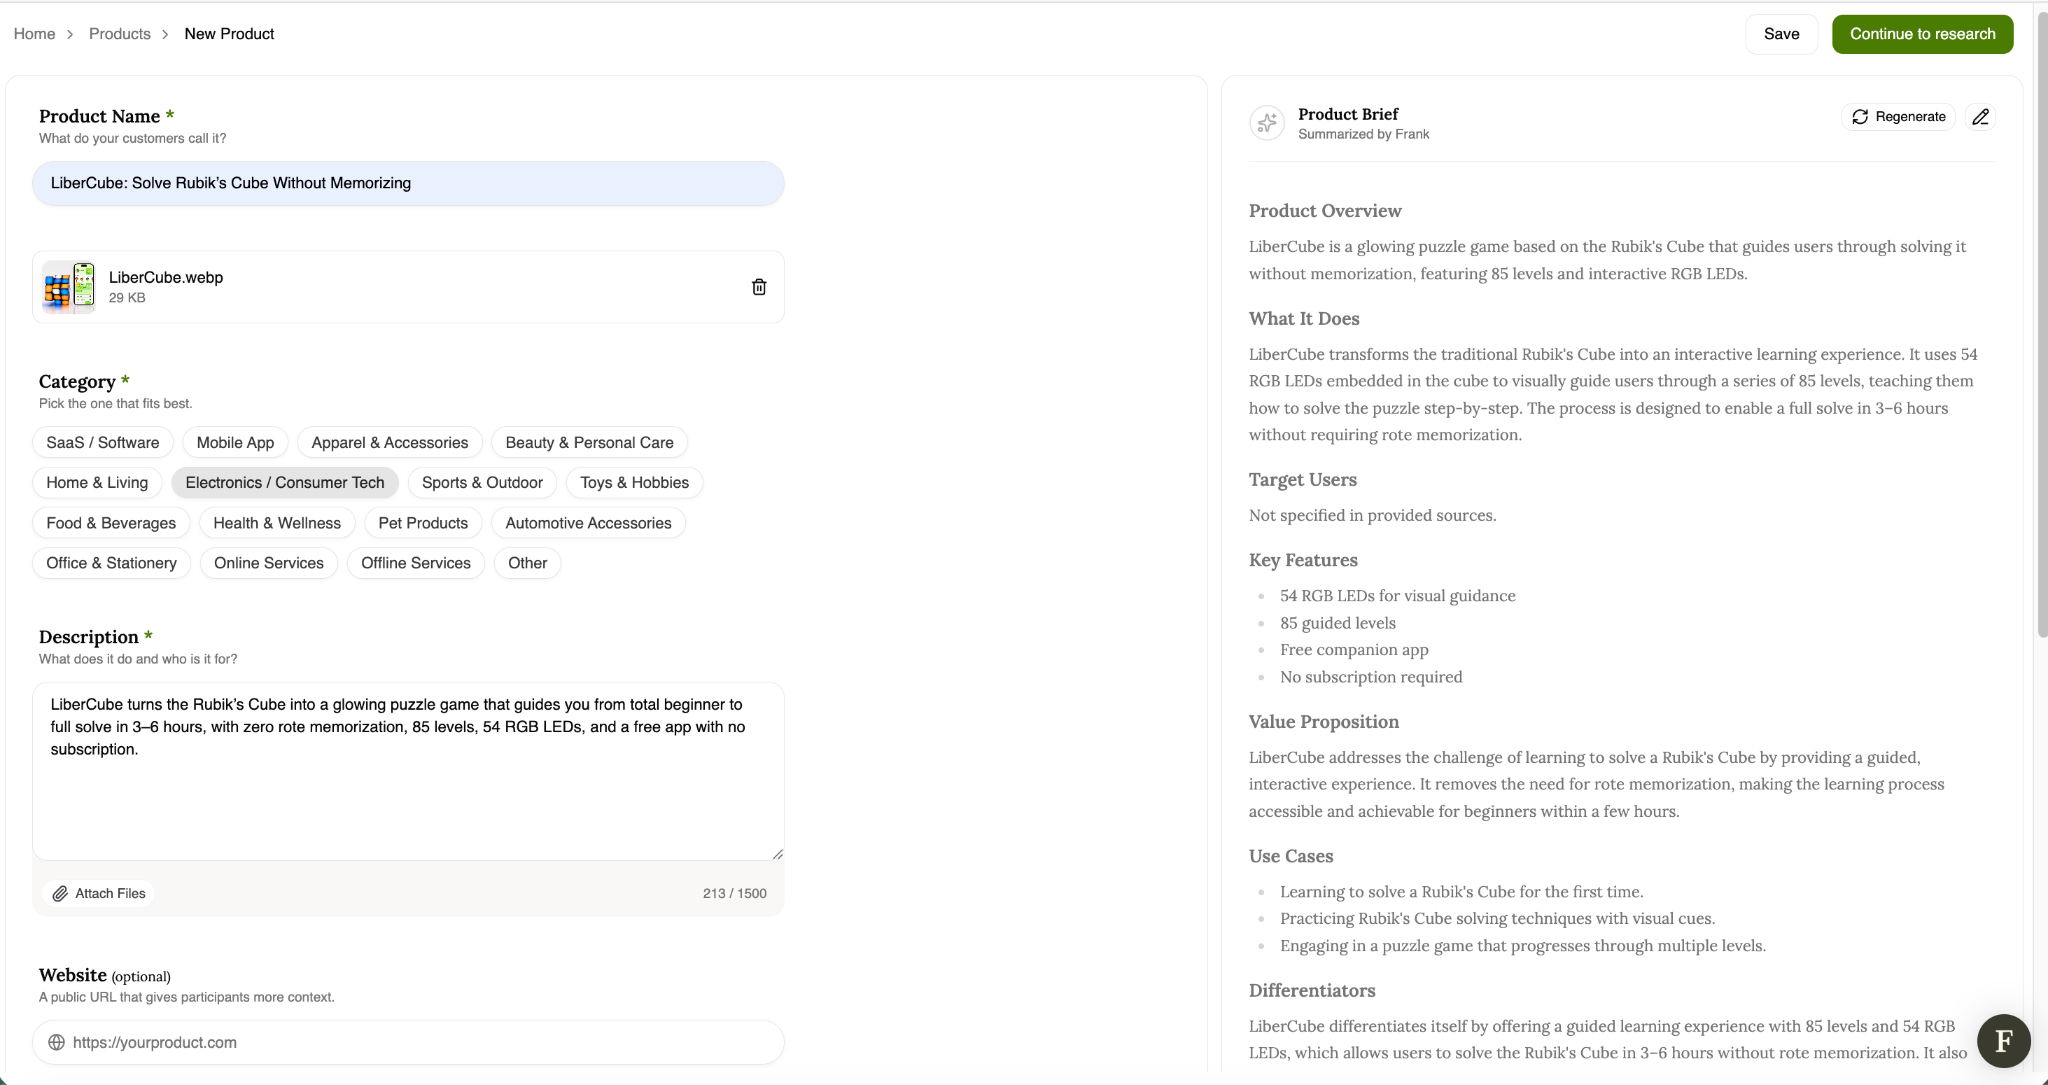 Home > Products > New Product
Save
Continue to research
Product Name *
What do your customers call it?
LiberCube: Solve Rubik’s Cube Without Memorizing
LiberCube.webp
29 KB
Category *
Pick the one that fits best.
SaaS / Software
Mobile App
Apparel & Accessories
Beauty & Personal Care
Home & Living
Electronics / Consumer Tech
Sports & Outdoor
Toys & Hobbies
Food & Beverages
Health & Wellness
Pet Products
Automotive Accessories
Office & Stationery
Online Services
Offline Services
Other
Description *
What does it do and who is it for?
LiberCube turns the Rubik’s Cube into a glowing puzzle game that guides you from total beginner to
full solve in 3–6 hours, with zero rote memorization, 85 levels, 54 RGB LEDs, and a free app with no
subscription.
Attach Files
213 / 1500
Website (optional)
A public URL that gives participants more context.
https://yourproduct.com
Product Brief
Summarized by Frank
Regenerate
Product Overview
LiberCube is a glowing puzzle game based on the Rubik's Cube that guides users through solving it
without memorization, featuring 85 levels and interactive RGB LEDs.
What It Does
LiberCube transforms the traditional Rubik's Cube into an interactive learning experience. It uses 54
RGB LEDs embedded in the cube to visually guide users through a series of 85 levels, teaching them
how to solve the puzzle step-by-step. The process is designed to enable a full solve in 3–6 hours
without requiring rote memorization.
Target Users
Not specified in provided sources.
Key Features
54 RGB LEDs for visual guidance
85 guided levels
Free companion app
No subscription required
Value Proposition
LiberCube addresses the challenge of learning to solve a Rubik's Cube by providing a guided,
interactive experience. It removes the need for rote memorization, making the learning process
accessible and achievable for beginners within a few hours.
Use Cases
Learning to solve a Rubik's Cube for the first time.
Practicing Rubik's Cube solving techniques with visual cues.
Engaging in a puzzle game that progresses through multiple levels.
Differentiators
LiberCube differentiates itself by offering a guided learning experience with 85 levels and 54 RGB
LEDs, which allows users to solve the Rubik's Cube in 3–6 hours without rote memorization. It also
F